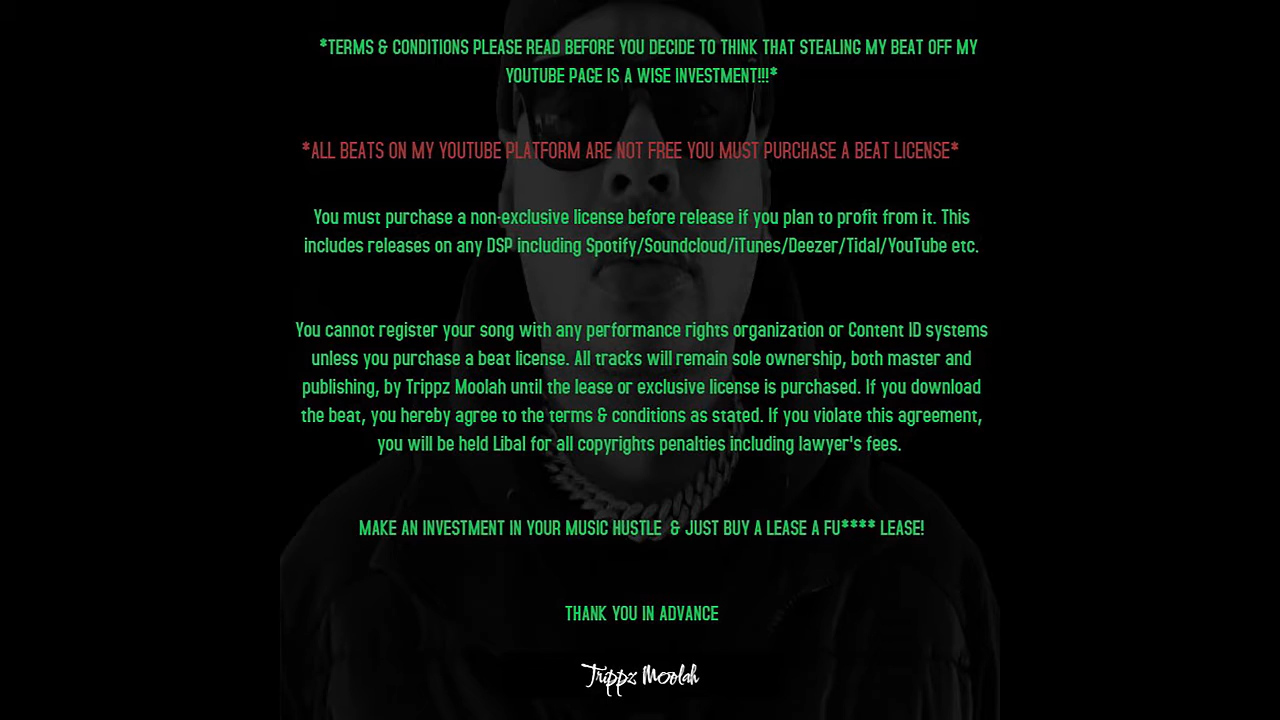 *TERMS & CONDITIONS PLEASE READ BEFORE YOU DECIDE TO THINK THAT STEALING MY BEAT OFF MY
YOUTUBE PAGE IS A WISE INVESTMENT!!!*
*ALL BEATS ON MY YOUTUBE PLATFORM ARE NOT FREE YOU MUST PURCHASE A BEAT LICENSE*
You must purchase a non-exclusive license before release if you plan to profit from it. This
includes releases on any DSP including Spotify/Soundcloud/iTunes/Deezer/Tidal/YouTube etc.
You cannot register your song with any performance rights organization or Content ID systems
unless you purchase a beat license. All tracks will remain sole ownership, both master and
publishing, by Trippz Moolah until the lease or exclusive license is purchased. If you download
the beat, you hereby agree to the terms & conditions as stated. If you violate this agreement,
you will be held Libal for all copyrights penalties including lawyer's fees.
MAKE AN INVESTMENT IN YOUR MUSIC HUSTLE & JUST BUY A LEASE A FU**** LEASE!
THANK YOU IN ADVANCE
Trippz Moolah